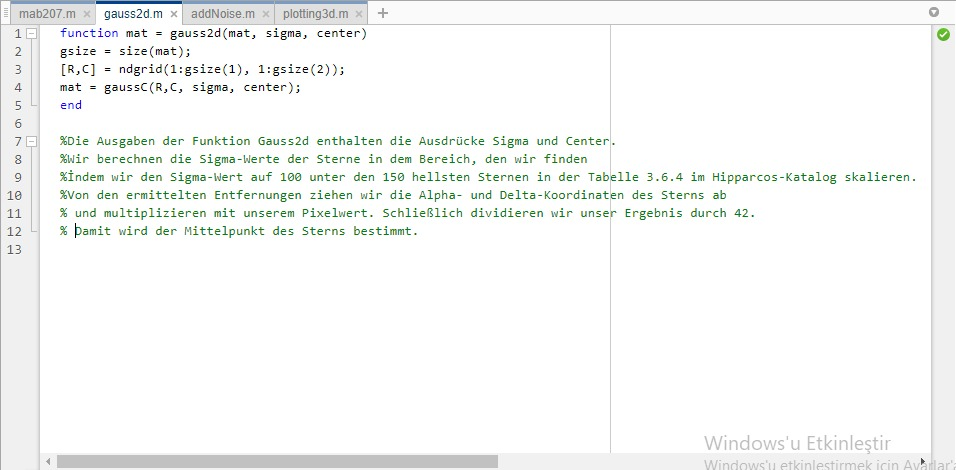 mab207.m × gauss2d.m × addNoise.m × plotting3d.m × +
1 function mat = gauss2d(mat, sigma, center)
2 gsize = size(mat);
3 [R,C] = ndgrid(1:gsize(1), 1:gsize(2));
4 mat = gaussC(R,C, sigma, center);
5 end
6
7 %Die Ausgaben der Funktion Gauss2d enthalten die Ausdrücke Sigma und Center.
8 %Wir berechnen die Sigma-Werte der Sterne in dem Bereich, den wir finden
9 %İndem wir den Sigma-Wert auf 100 unter den 150 hellsten Sternen in der Tabelle 3.6.4 im Hipparcos-Katalog skalieren.
10 %Von den ermittelten Entfernungen ziehen wir die Alpha- und Delta-Koordinaten des Sterns ab
11 % und multiplizieren mit unserem Pixelwert. Schließlich dividieren wir unser Ergebnis durch 42.
12 % Damit wird der Mittelpunkt des Sterns bestimmt.
13
Windows'u Etkinleştir
Windows'u etkinleştirmek için Ayarlar'a